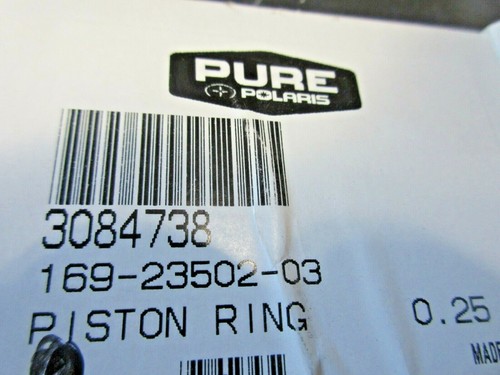 PURE
POLARIS
3084738
169-23502-03
PISTON RING 0.25
MADE